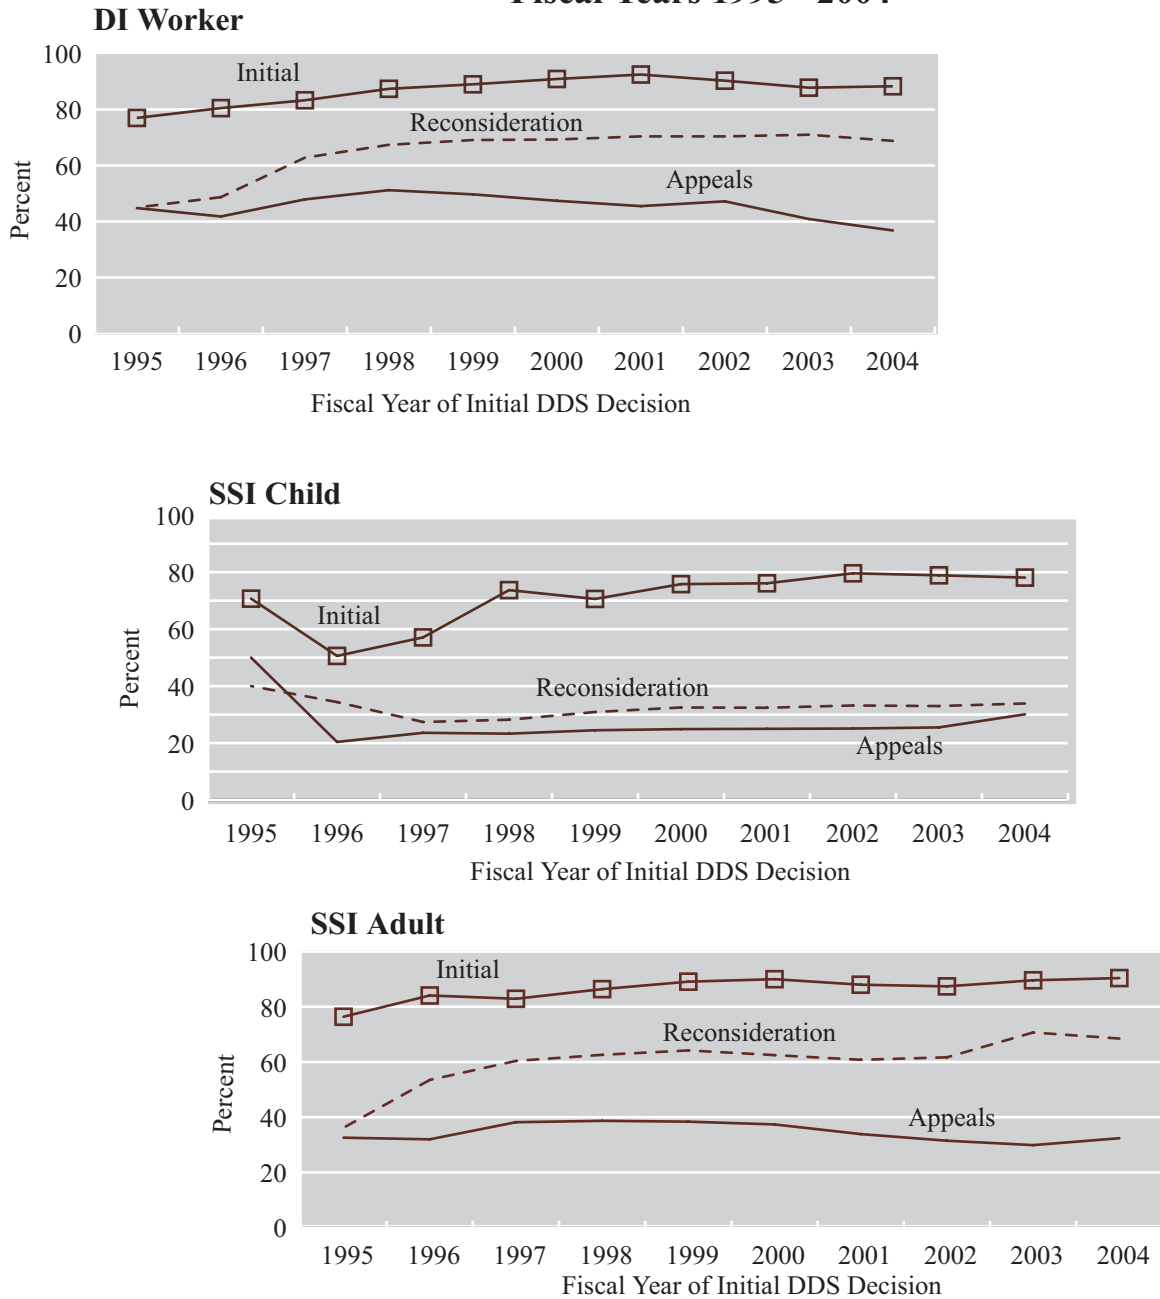 Fiscal Years 1995 - 2004
DI Worker
100
80
60
40
20
0
Percent
Initial
Reconsideration
Appeals
1995 1996 1997 1998 1999 2000 2001 2002 2003 2004
Fiscal Year of Initial DDS Decision
SSI Child
100
80
60
40
20
0
Percent
Initial
Reconsideration
Appeals
1995 1996 1997 1998 1999 2000 2001 2002 2003 2004
Fiscal Year of Initial DDS Decision
SSI Adult
100
80
60
40
20
0
Percent
Initial
Reconsideration
Appeals
1995 1996 1997 1998 1999 2000 2001 2002 2003 2004
Fiscal Year of Initial DDS Decision